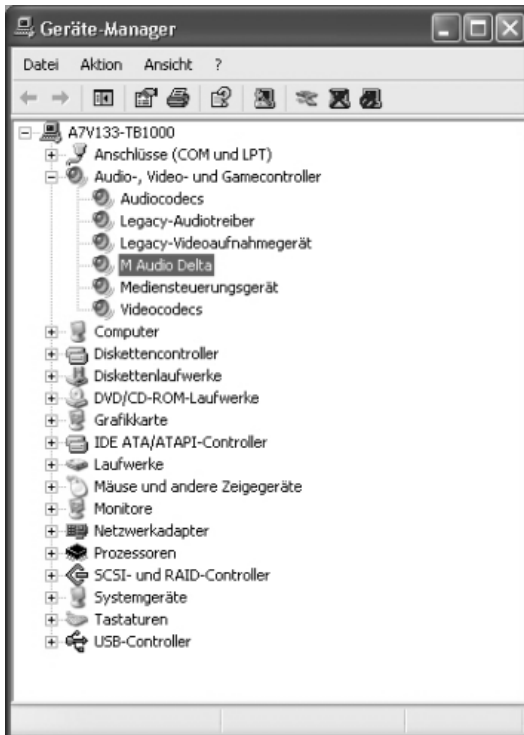 Geräte-Manager
Datei Aktion Ansicht ?
A7V133-TB1000
Anschlüsse (COM und LPT)
Audio-, Video- und Gamecontroller
Audiocodecs
Legacy-Audiotreiber
Legacy-Videoaufnahmegerät
M Audio Delta
Mediensteuerungsgerät
Videocodecs
Computer
Diskettencontroller
Diskettenlaufwerke
DVD/CD-ROM-Laufwerke
Grafikkarte
IDE ATA/ATAPI-Controller
Laufwerke
Mäuse und andere Zeigegeräte
Monitore
Netzwerkadapter
Prozessoren
SCSI- und RAID-Controller
Systemgeräte
Tastaturen
USB-Controller